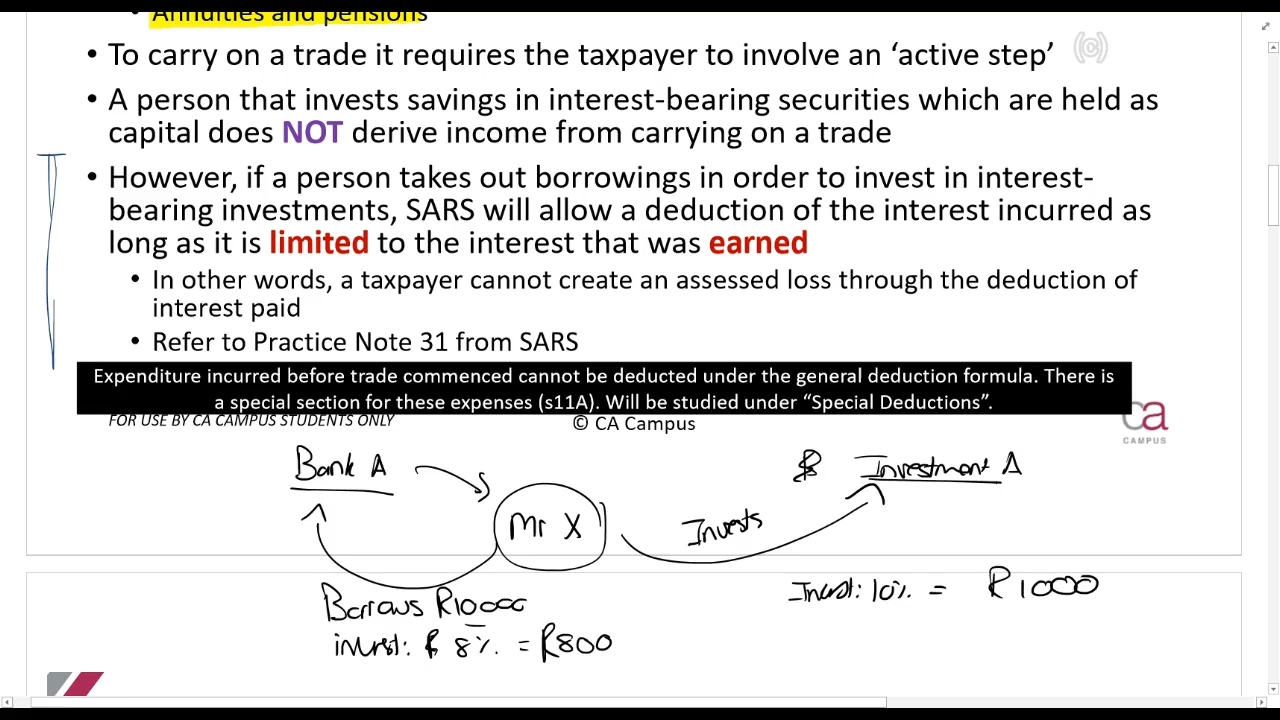 • Annuities and pensions
• To carry on a trade it requires the taxpayer to involve an ‘active step’
(C)
• A person that invests savings in interest-bearing securities which are held as
capital does NOT derive income from carrying on a trade
• However, if a person takes out borrowings in order to invest in interest-
bearing investments, SARS will allow a deduction of the interest incurred as
long as it is limited to the interest that was earned
• In other words, a taxpayer cannot create an assessed loss through the deduction of
interest paid
• Refer to Practice Note 31 from SARS
Expenditure incurred before trade commenced cannot be deducted under the general deduction formula. There is
a special section for these expenses (s11A). Will be studied under “Special Deductions”.
FOR USE BY CA CAMPUS STUDENTS ONLY
© CA Campus
ca
CAMPUS
Bank A
Investment A
Mr X
Invests
Borrows R10000
8% = R800
10% = R1000